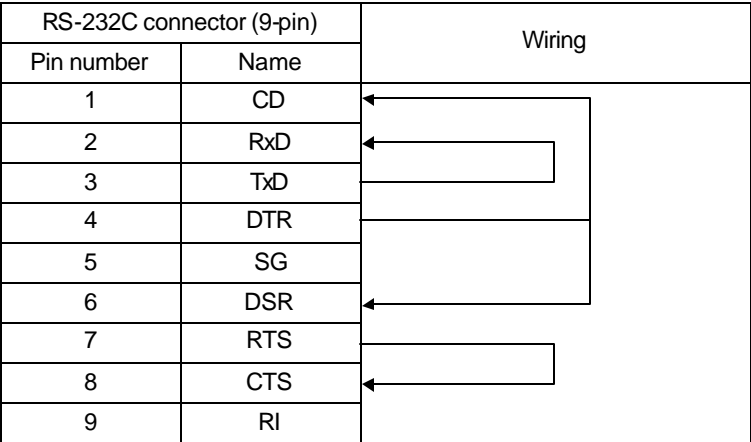 RS-232C connector (9-pin) Wiring
Pin number Name
1 CD
2 RxD
3 TxD
4 DTR
5 SG
6 DSR
7 RTS
8 CTS
9 RI